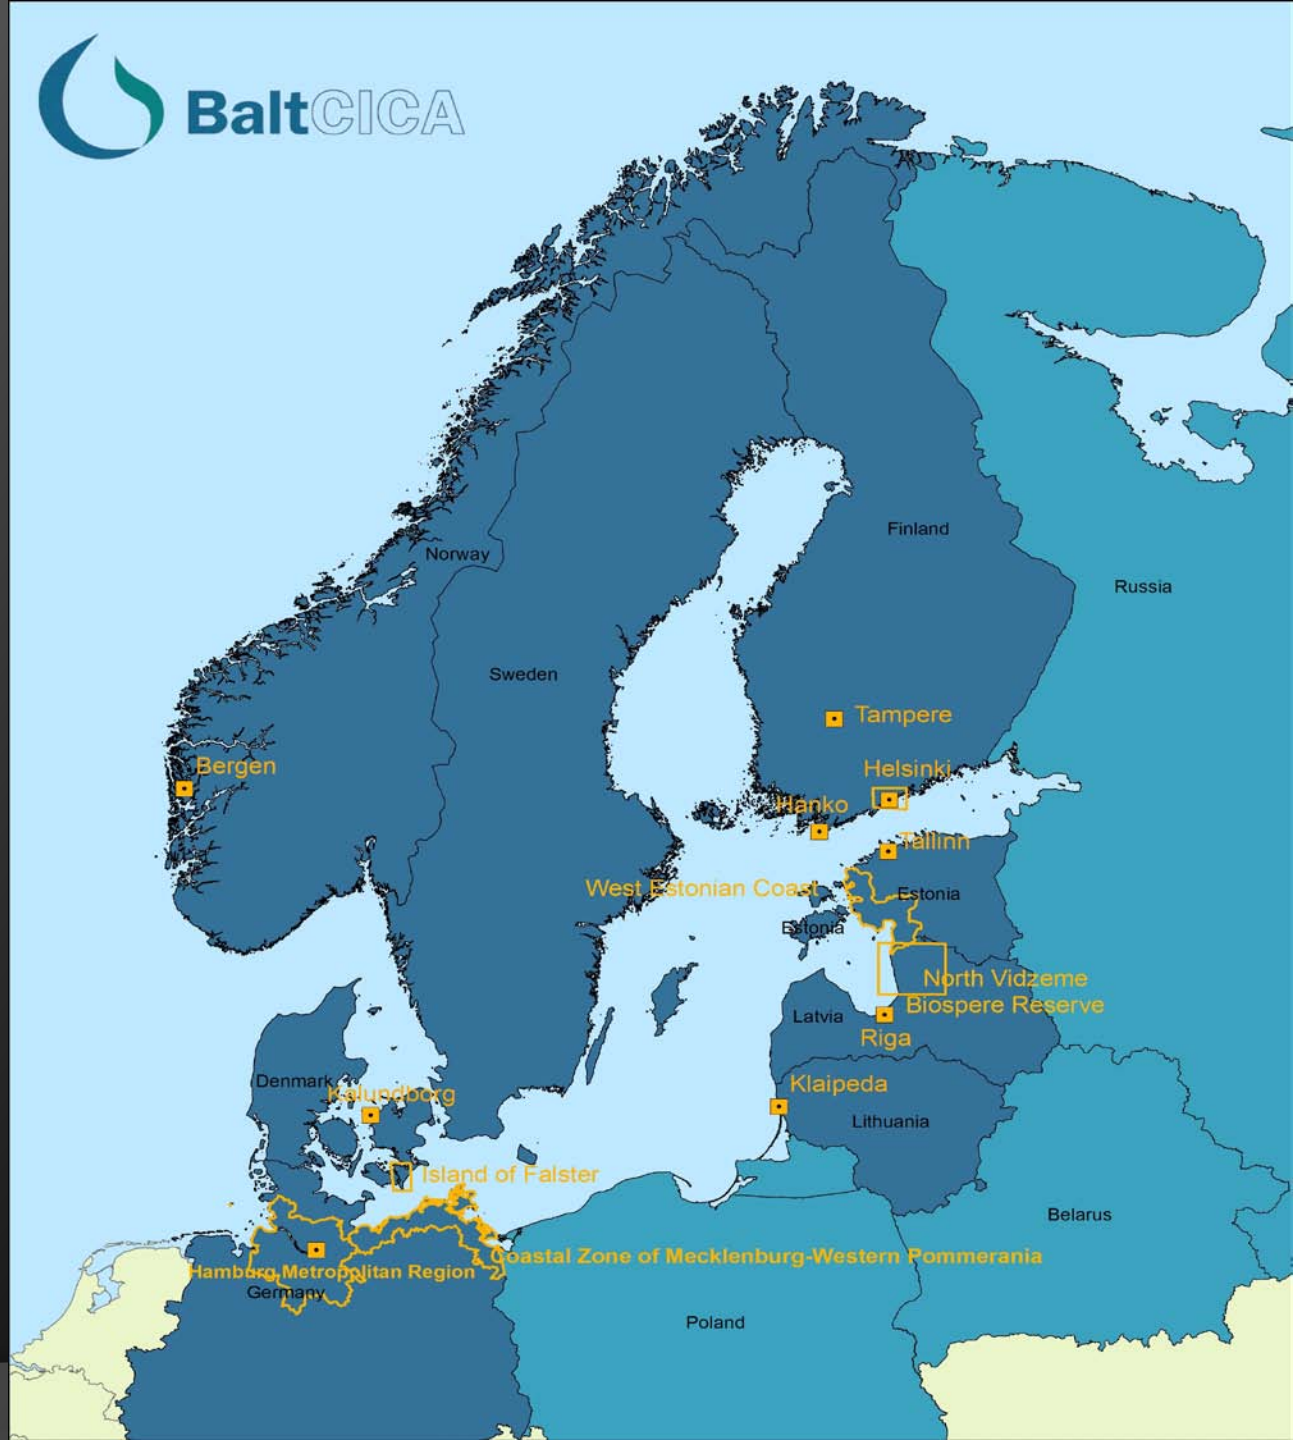 BaltCICA
Finland
Norway
Russia
Sweden
Tampere
Bergen
Helsinki
Hanko
Tallinn
West Estonian Coast
Estonia
Estonia
North Vidzeme
Biospere Reserve
Latvia
Riga
Denmark
Klaipeda
Kalundborg
Lithuania
Island of Falster
Belarus
Coastal Zone of Mecklenburg-Western Pommerania
Hamburg Metropolitan Region
Germany
Poland